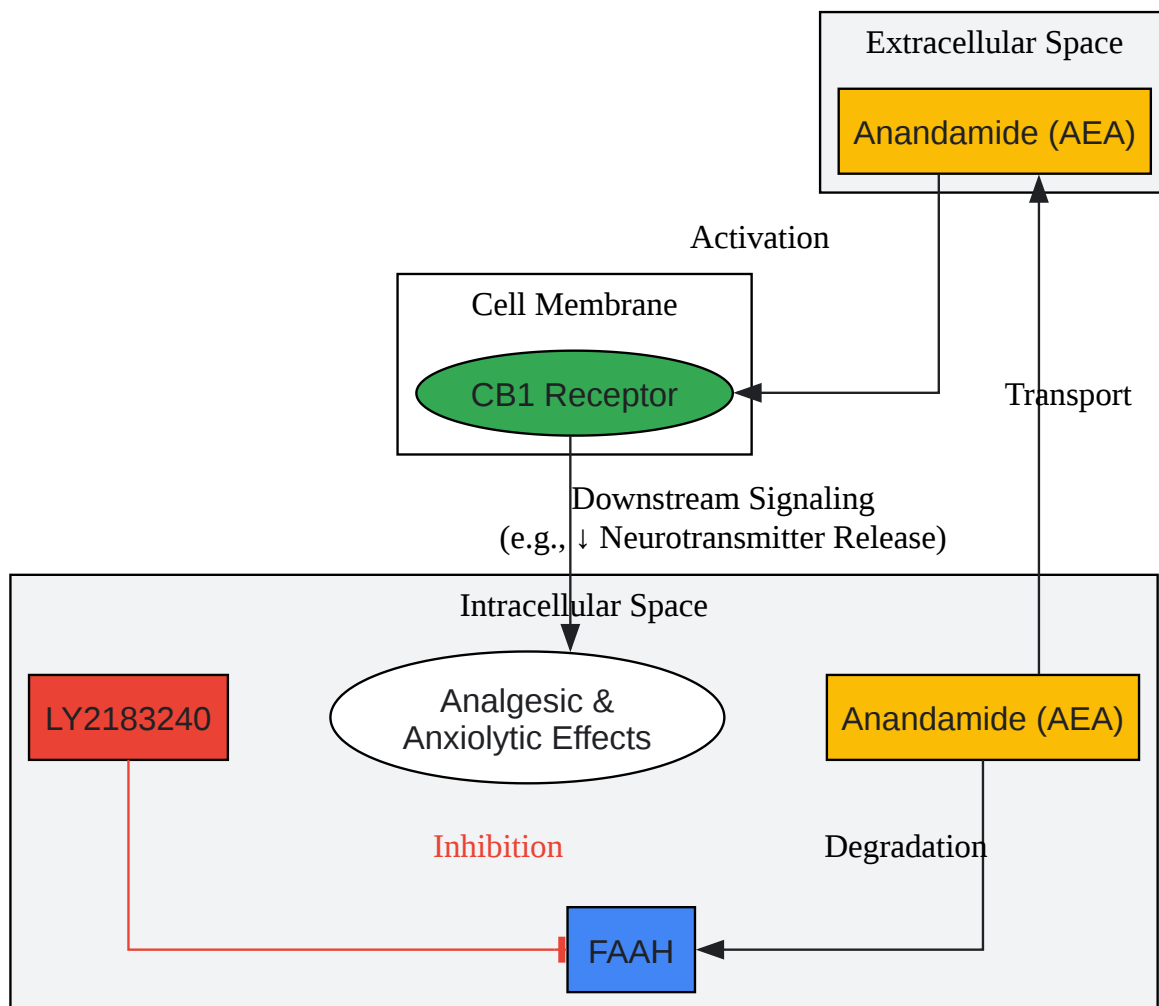 Extracellular Space
Anandamide (AEA)
Activation
Cell Membrane
CB1 Receptor
Transport
Downstream Signaling
(e.g., ↓ Neurotransmitter Release)
Intracellular Space
LY2183240
Analgesic &
Anxiolytic Effects
Anandamide (AEA)
Inhibition
Degradation
FAAH